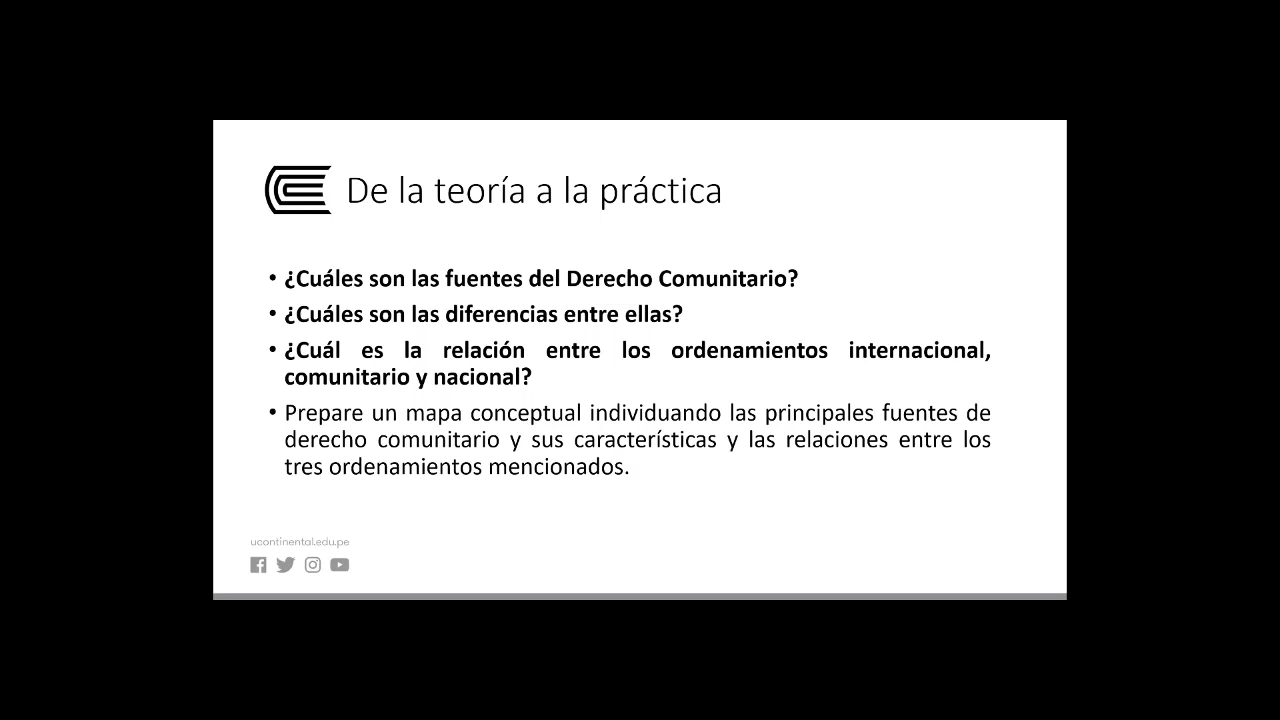 De la teoría a la práctica
• ¿Cuáles son las fuentes del Derecho Comunitario?
• ¿Cuáles son las diferencias entre ellas?
• ¿Cuál es la relación entre los ordenamientos internacional,
comunitario y nacional?
• Prepare un mapa conceptual individuando las principales fuentes de
derecho comunitario y sus características y las relaciones entre los
tres ordenamientos mencionados.
ucontinental.edu.pe